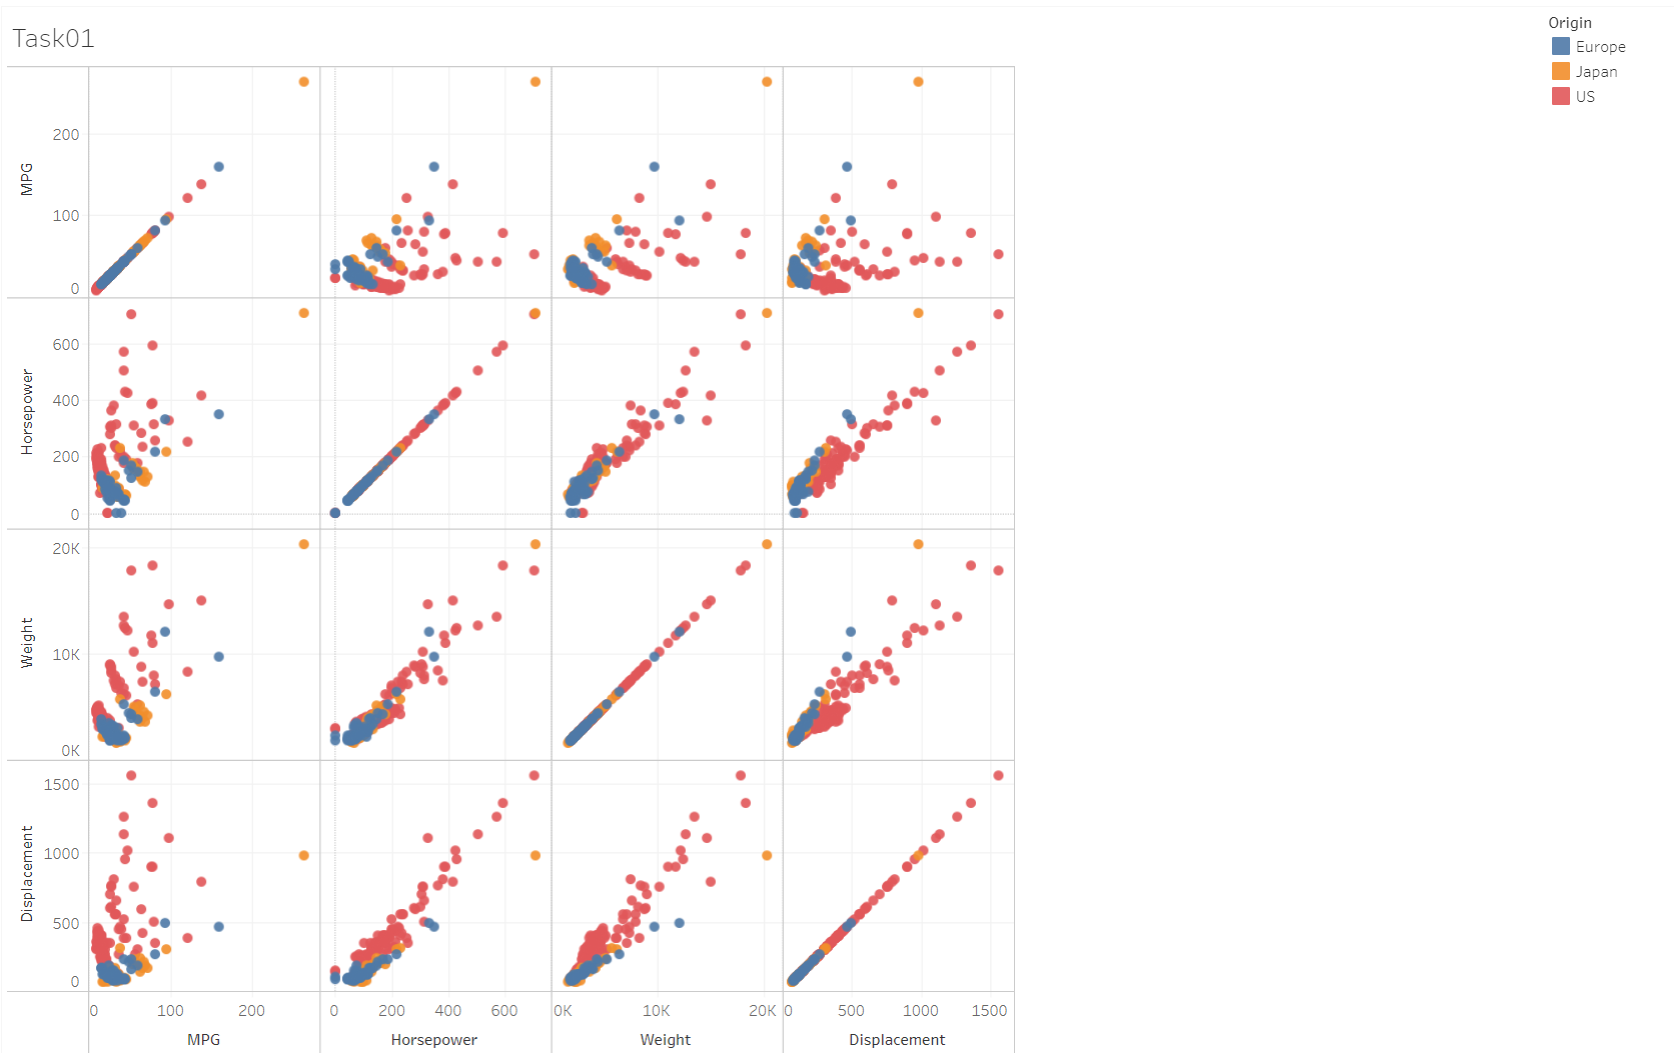 Task01
Origin
Europe
Japan
US
MPG
200
100
0
Horsepower
600
400
200
0
Weight
20K
10K
0K
Displacement
1500
1000
500
0
0 100 200 0 200 400 600 0K 10K 20K 0 500 1000 1500
MPG Horsepower Weight Displacement